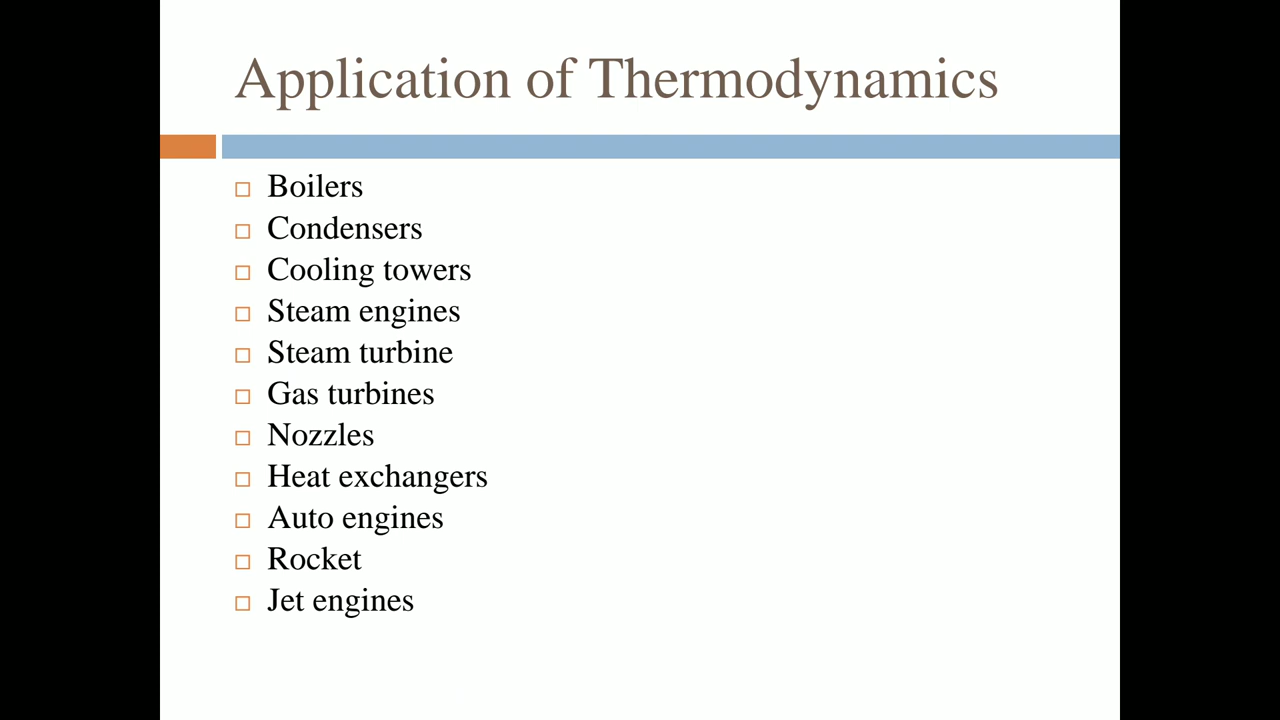 Application of Thermodynamics
Boilers
Condensers
Cooling towers
Steam engines
Steam turbine
Gas turbines
Nozzles
Heat exchangers
Auto engines
Rocket
Jet engines